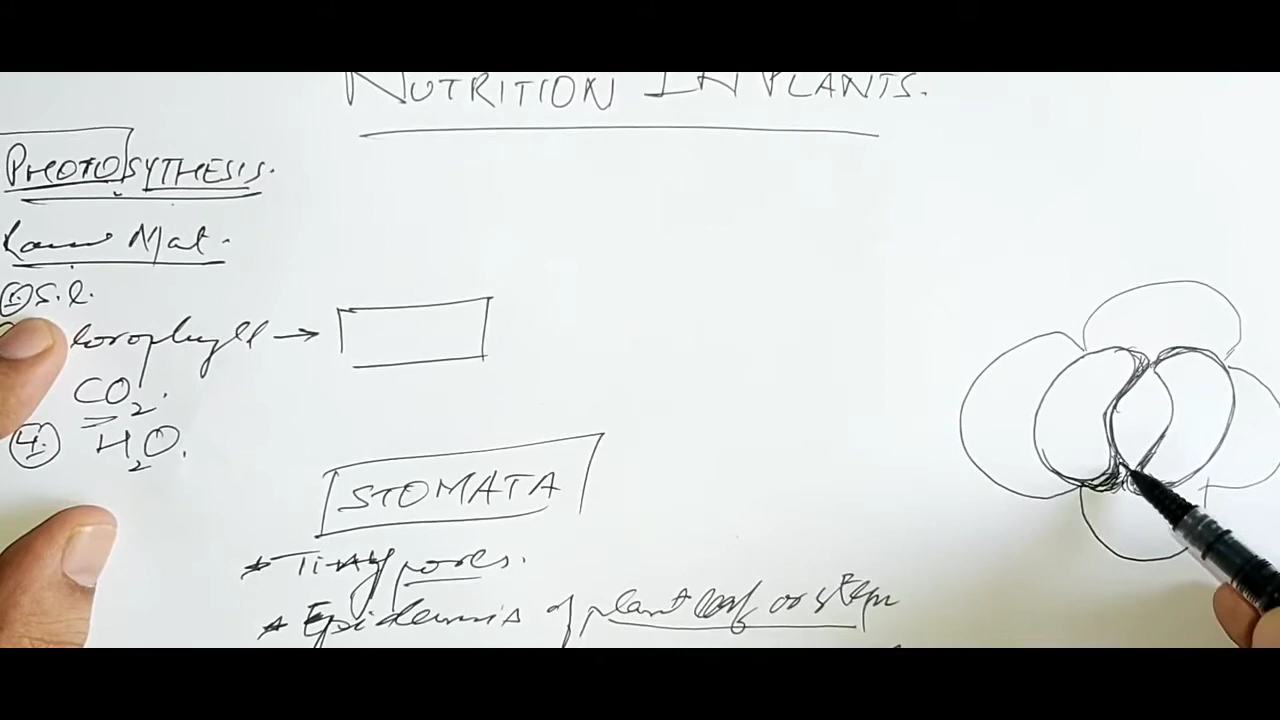 NUTRITION IN PLANTS.
PHOTOSYTHESIS.
Raw Mat.
1. S.L.
lorophyll →
CO2.
4. H2O.
STOMATA
* Tiny pores.
* Epidermis of plant leaf or stem